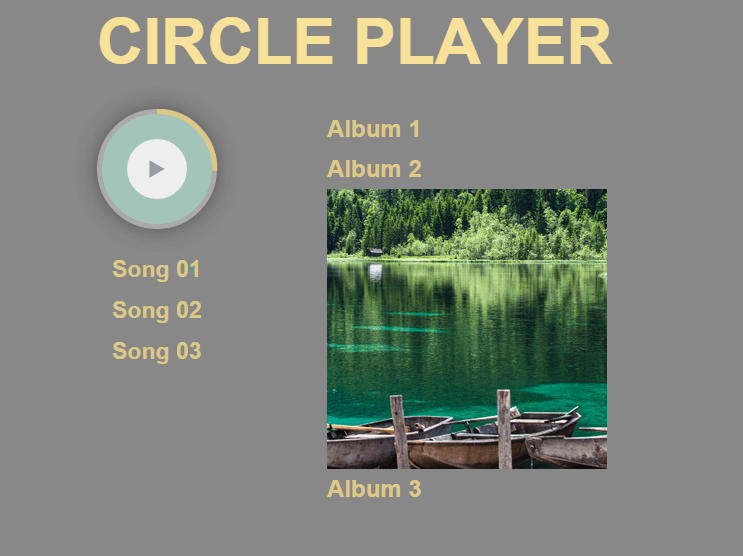 CIRCLE PLAYER
Song 01
Song 02
Song 03
Album 1
Album 2
Album 3